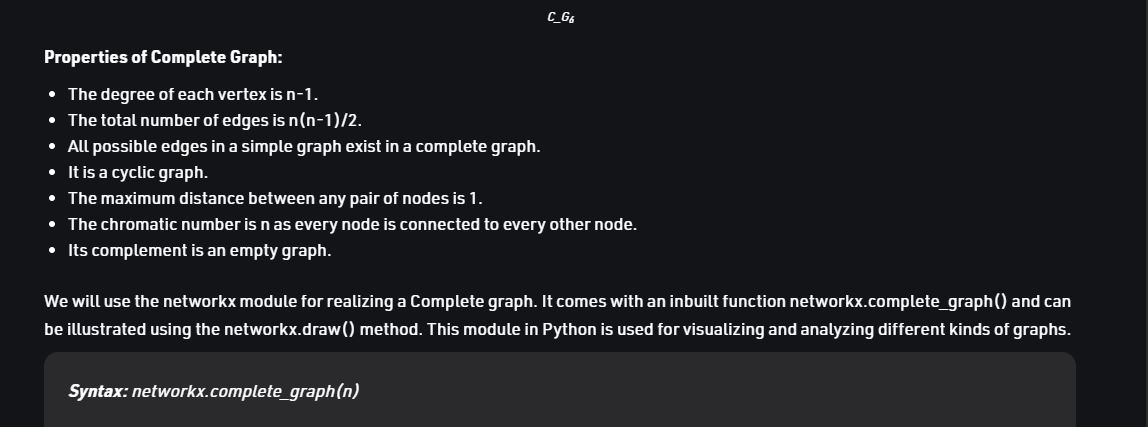 C_G₆
Properties of Complete Graph:
• The degree of each vertex is n-1.
• The total number of edges is n(n-1)/2.
• All possible edges in a simple graph exist in a complete graph.
• It is a cyclic graph.
• The maximum distance between any pair of nodes is 1.
• The chromatic number is n as every node is connected to every other node.
• Its complement is an empty graph.
We will use the networkx module for realizing a Complete graph. It comes with an inbuilt function networkx.complete_graph() and can
be illustrated using the networkx.draw() method. This module in Python is used for visualizing and analyzing different kinds of graphs.
Syntax: networkx.complete_graph(n)